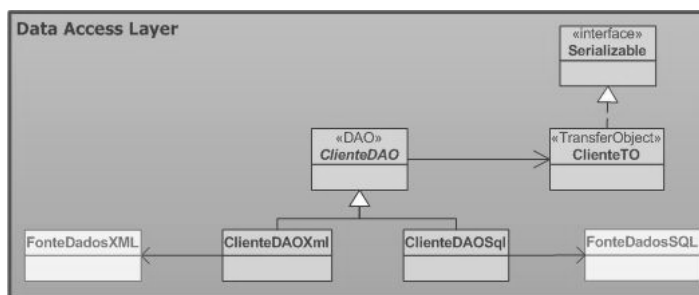 Data Access Layer
«interface»
Serializable
«DAO»
ClienteDAO
«TransferObject»
ClienteTO
FonteDadosXML
ClienteDAOXml
ClienteDAOSql
FonteDadosSQL